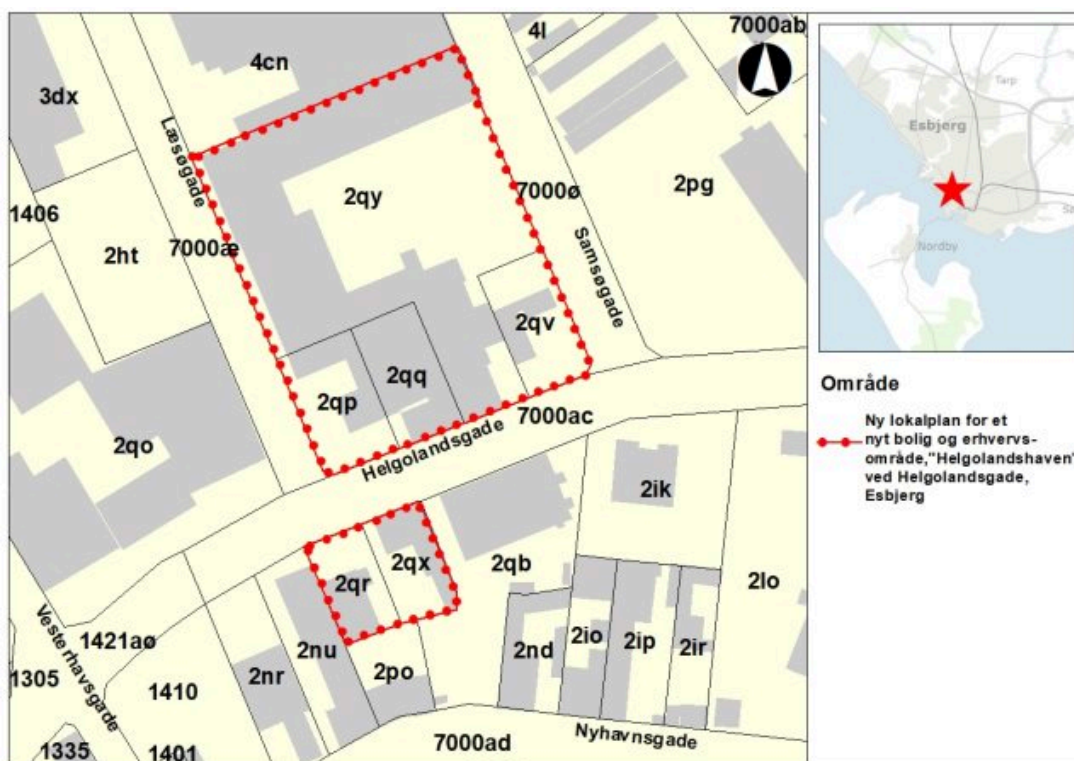 7000ab
4l
4cn
3dx
Læsøgade
2qy
7000ø
2pg
1406
7000æ
2ht
Samsøgade
2qv
2qq
2qp
7000ac
2qo
Helgolandsgade
2ik
2qx
2qr
2qb
2lo
Vesterhavsgade
1421aø
2nu
2nd
2io
2ip
2ir
1305
2nr
2po
1410
Nyhavnsgade
1335
1401
7000ad
Tarp
Esbjerg
Nordby
Område
Ny lokalplan for et
nyt bolig og erhvervs-
område,"Helgolandshaven"
ved Helgolandsgade,
Esbjerg